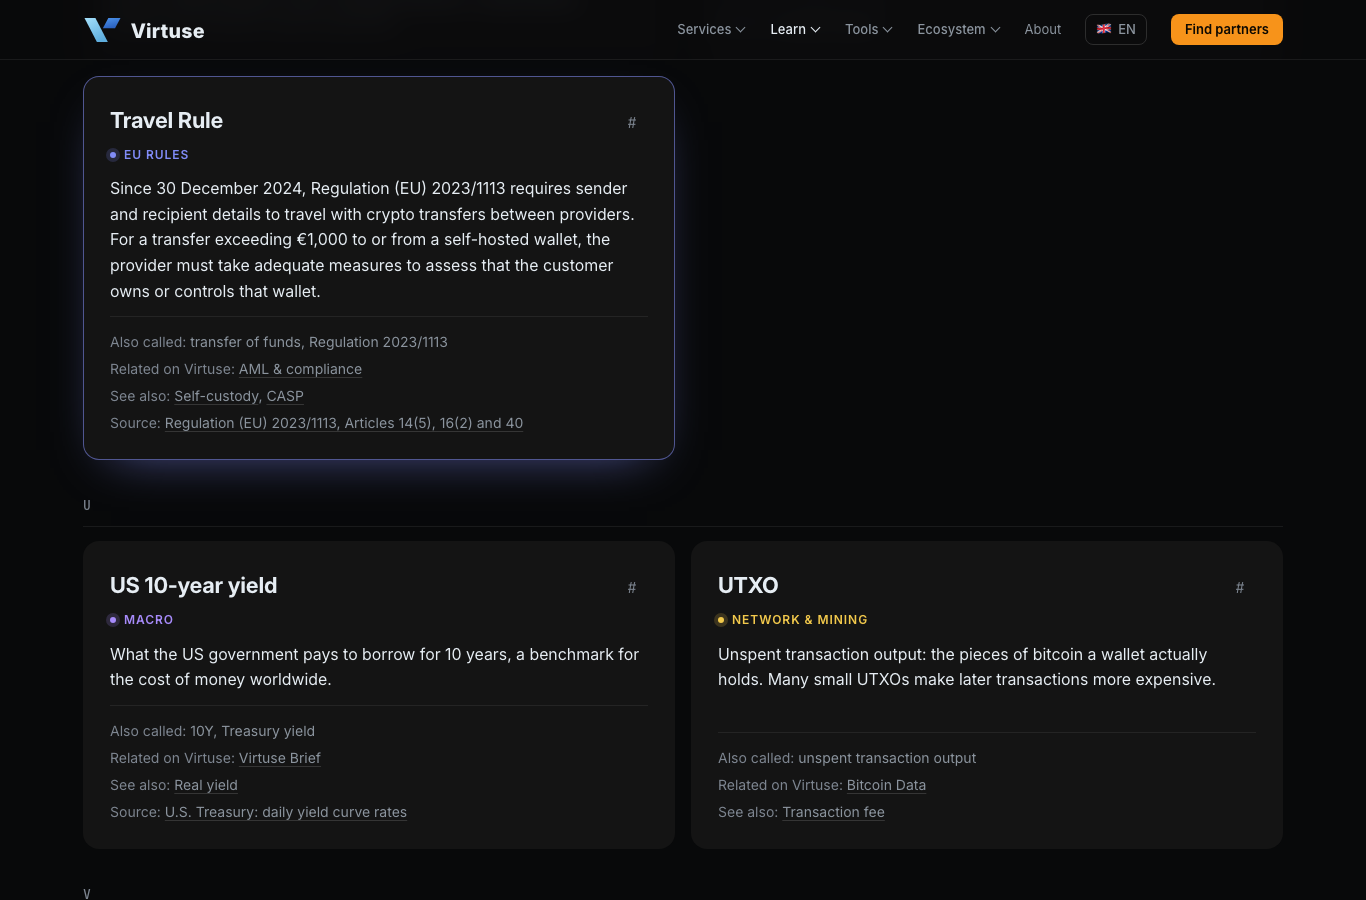 Virtuse
Services
Learn
Tools
Ecosystem
About
EN
Find partners
Travel Rule
#
EU RULES
Since 30 December 2024, Regulation (EU) 2023/1113 requires sender
and recipient details to travel with crypto transfers between providers.
For a transfer exceeding €1,000 to or from a self-hosted wallet, the
provider must take adequate measures to assess that the customer
owns or controls that wallet.
Also called: transfer of funds, Regulation 2023/1113
Related on Virtuse: AML & compliance
See also: Self-custody, CASP
Source: Regulation (EU) 2023/1113, Articles 14(5), 16(2) and 40
U
US 10-year yield
#
MACRO
What the US government pays to borrow for 10 years, a benchmark for
the cost of money worldwide.
Also called: 10Y, Treasury yield
Related on Virtuse: Virtuse Brief
See also: Real yield
Source: U.S. Treasury: daily yield curve rates
UTXO
#
NETWORK & MINING
Unspent transaction output: the pieces of bitcoin a wallet actually
holds. Many small UTXOs make later transactions more expensive.
Also called: unspent transaction output
Related on Virtuse: Bitcoin Data
See also: Transaction fee
V